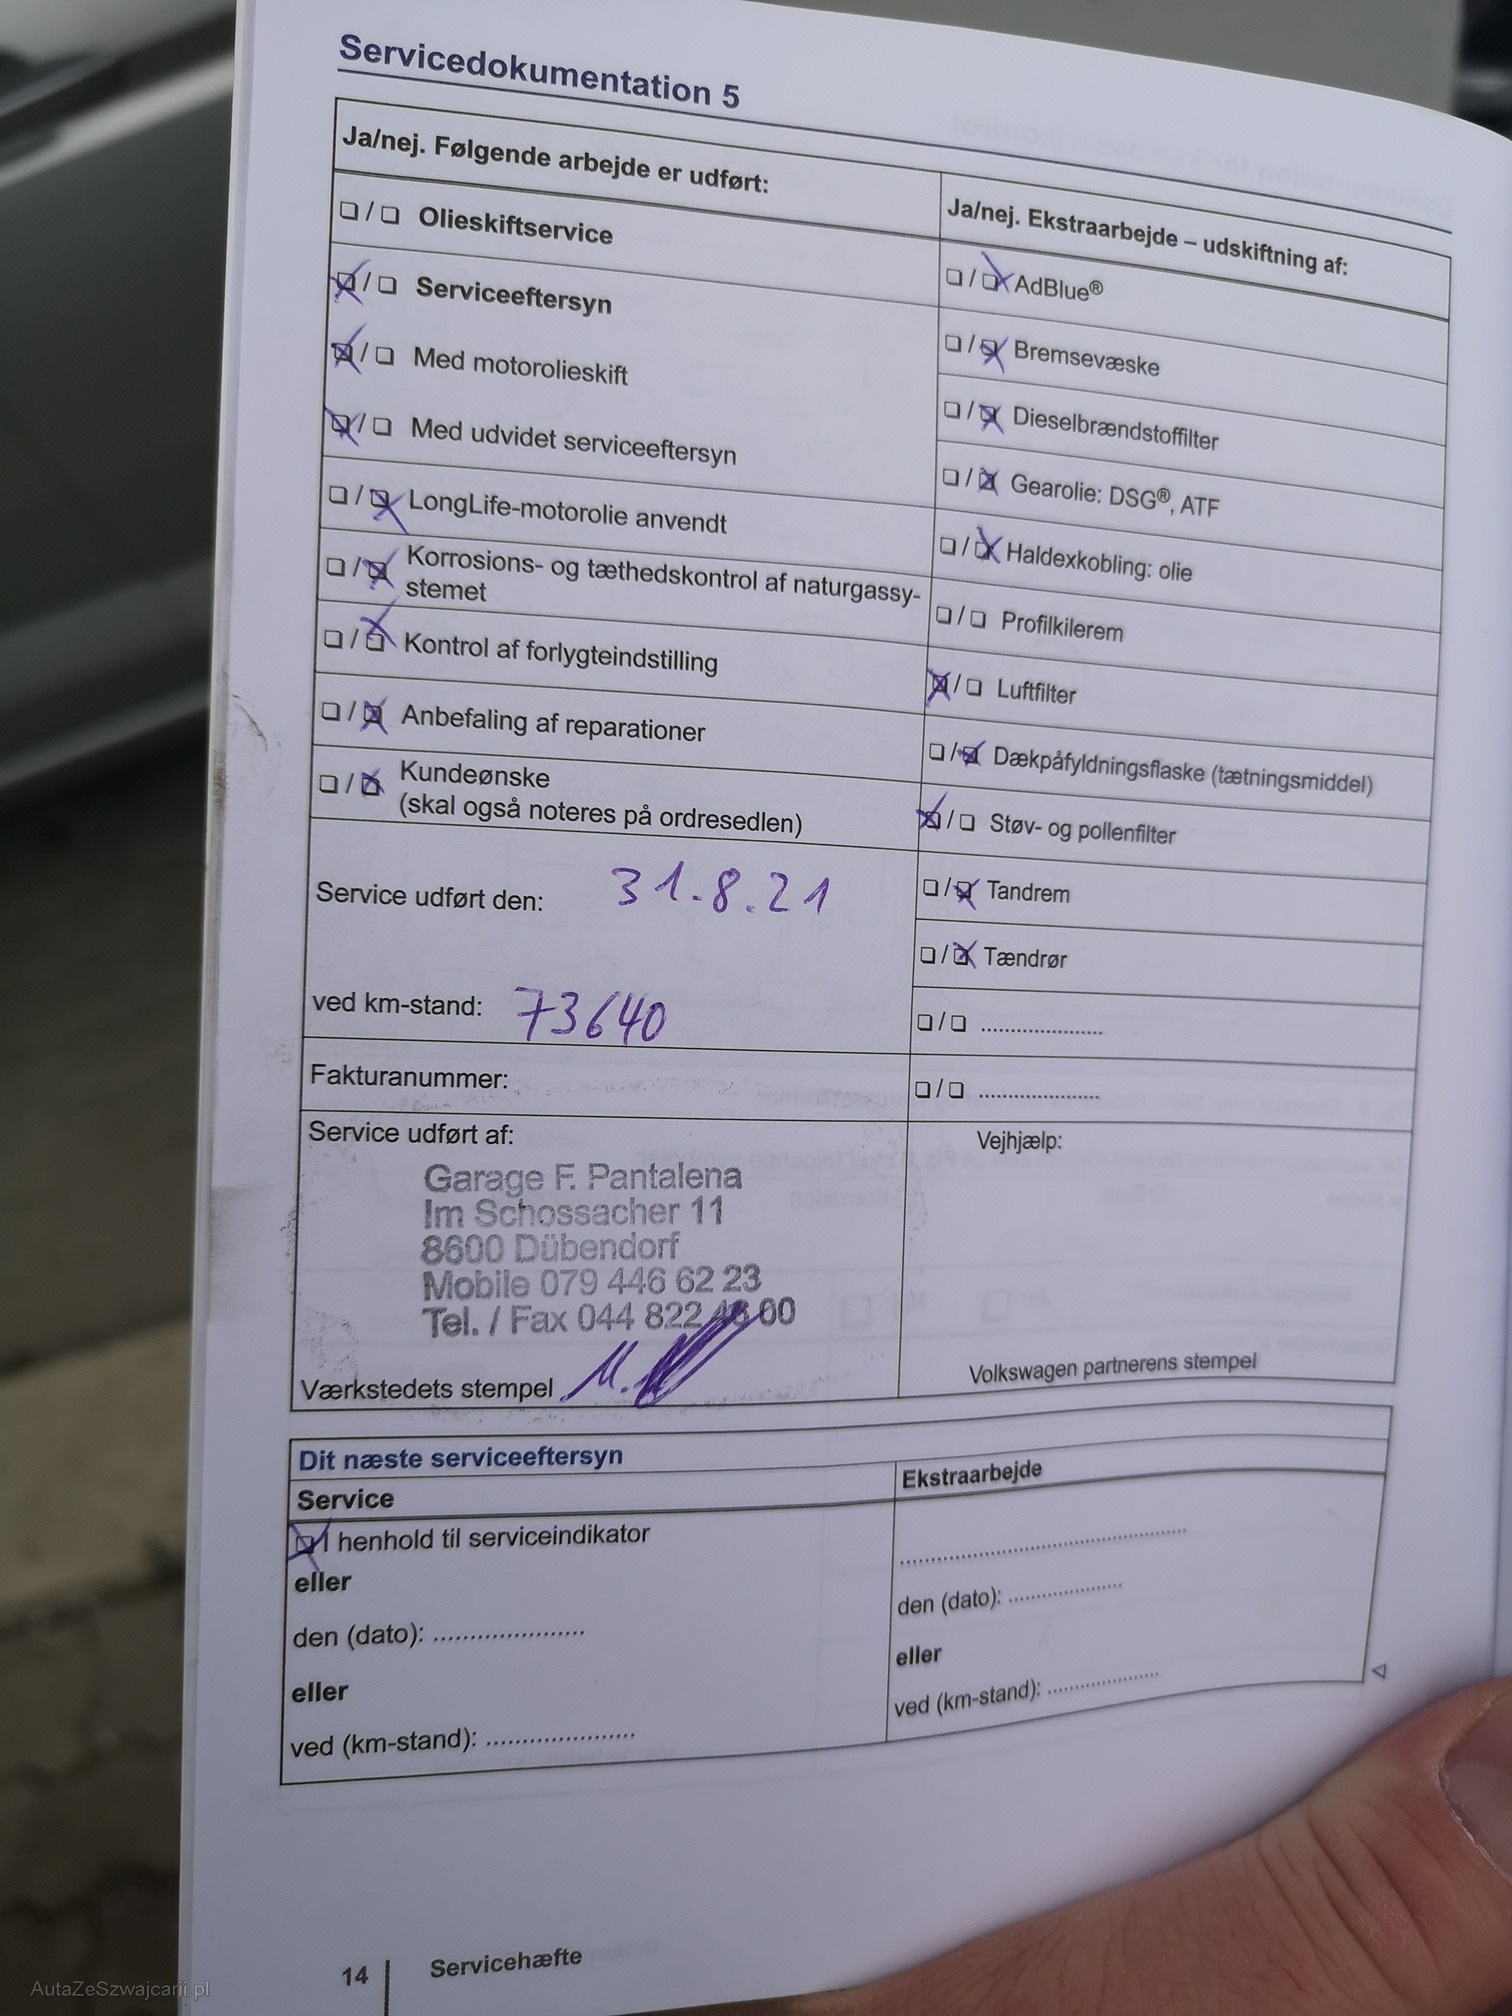 Servicedokumentation 5
Ja/nej. Følgende arbejde er udført:
❏ / ❏ Olieskiftservice
❏ / ❏ Serviceeftersyn
❏ / ❏ Med motorolieskift
❏ / ❏ Med udvidet serviceeftersyn
❏ / ❏ LongLife-motorolie anvendt
❏ / ❏ Korrosions- og tæthedskontrol af naturgassy-
stemet
❏ / ❏ Kontrol af forlygteindstilling
❏ / ❏ Anbefaling af reparationer
❏ / ❏ Kundeønske
(skal også noteres på ordresedlen)
Service udført den: 31.8.21
ved km-stand: 73640
Fakturanummer:
Service udført af:
Garage F. Pantalena
Im Schossacher 11
8600 Dübendorf
Mobile 079 446 62 23
Tel. / Fax 044 822 46 00
Værkstedets stempel
Ja/nej. Ekstraarbejde – udskiftning af:
❏ / ❏ AdBlue®
❏ / ❏ Bremsevæske
❏ / ❏ Dieselbrændstoffilter
❏ / ❏ Gearolie: DSG®, ATF
❏ / ❏ Haldexkobling: olie
❏ / ❏ Profilkilerem
❏ / ❏ Luftfilter
❏ / ❏ Dækpåfyldningsflaske (tætningsmiddel)
❏ / ❏ Støv- og pollenfilter
❏ / ❏ Tandrem
❏ / ❏ Tændrør
❏ / ❏ .....................
❏ / ❏ .....................
Vejhjælp:
Volkswagen partnerens stempel
Dit næste serviceeftersyn
Service
❏ I henhold til serviceindikator
eller
den (dato): .....................
eller
ved (km-stand): .....................
Ekstraarbejde
..................................................
den (dato): ....................
eller
ved (km-stand): ....................
14 Servicehæfte
AutaZeSzwajcarii.pl